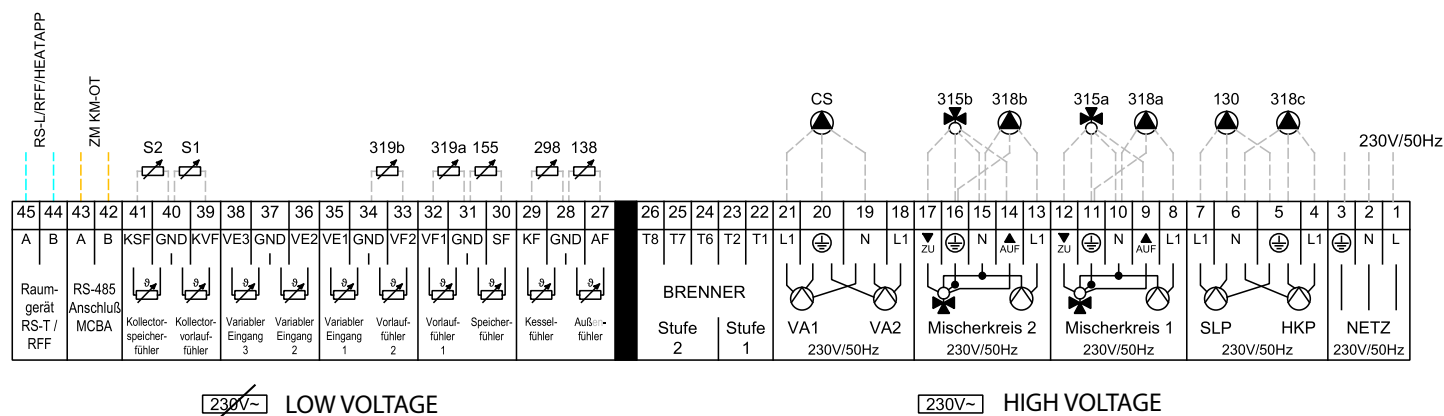 RS-L/RFF/HEATAPP
ZM KM-OT
S2 S1 319b 319a 155 298 138 CS 315b 318b 315a 318a 130 318c
230V/50Hz
45 44 43 42 41 40 39 38 37 36 35 34 33 32 31 30 29 28 27 26 25 24 23 22 21 20 19 18 17 16 15 14 13 12 11 10 9 8 7 6 5 4 3 2 1
A B A B KSF GND KVF VE3 GND VE2 VE1 GND VF2 VF1 GND SF KF GND AF T8 T7 T6 T2 T1 L1 N L1 ZU N AUF L1 ZU N AUF L1 L1 N L1 N L
Raum-
gerät
RS-T /
RFF
RS-485
Anschluß
MCBA
ϑ
Kollector-
speicher-
fühler
ϑ
Kollector-
vorlauf-
fühler
ϑ
Variabler
Eingang
3
ϑ
Variabler
Eingang
2
ϑ
Variabler
Eingang
1
ϑ
Vorlauf-
fühler
2
ϑ
Vorlauf-
fühler
1
ϑ
Speicher-
fühler
ϑ
Kessel-
fühler
ϑ
Außen-
fühler
BRENNER
Stufe
2
Stufe
1
VA1 VA2
230V/50Hz
Mischerkreis 2
230V/50Hz
Mischerkreis 1
230V/50Hz
SLP HKP
230V/50Hz
NETZ
230V/50Hz
230V~ LOW VOLTAGE
230V~ HIGH VOLTAGE